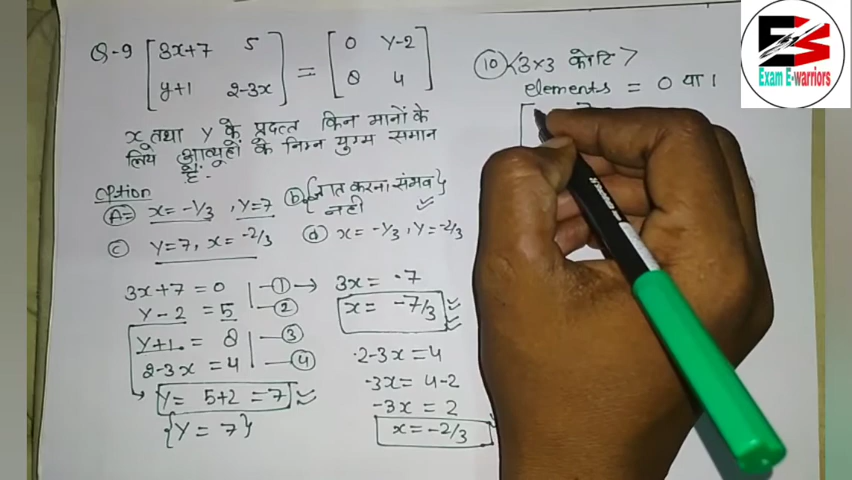 Q-9 [3x+7 5 y+1 2-3x] = [0 Y-2 8 4]
x तथा Y के प्रदत्त किन मानों के
लिये आव्यूहों के निम्न युग्म समान
हैं.
option
A= x = -1/3 , Y=7
b {ज्ञात करना संभव नही}
c Y=7, x = -2/3
d x = -1/3, Y = -2/3
3x+7 = 0 ①
Y-2 = 5 ②
Y+1 = 8 ③
2-3x = 4 ④
Y= 5+2 = 7
{Y = 7}
→ 3x = -7
x = -7/3
2-3x = 4
-3x = 4-2
-3x = 2
x = -2/3
⑩ <3×3 कोटि>
elements = 0 या 1
Exam E-warriors